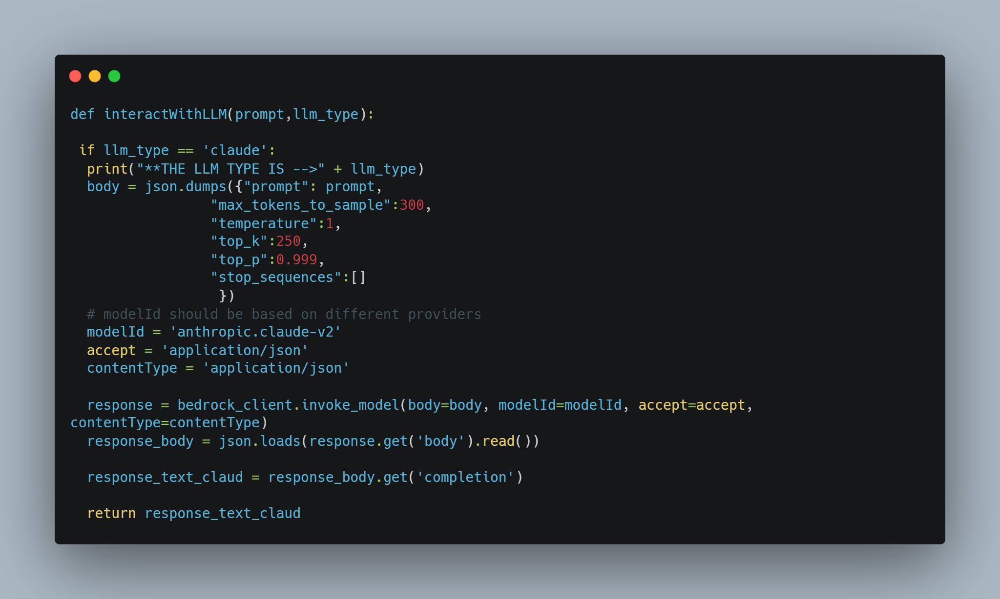 def interactWithLLM(prompt,llm_type):
if llm_type == 'claude':
print("**THE LLM TYPE IS -->" + llm_type)
body = json.dumps({"prompt": prompt,
"max_tokens_to_sample":300,
"temperature":1,
"top_k":250,
"top_p":0.999,
"stop_sequences":[]
})
# modelId should be based on different providers
modelId = 'anthropic.claude-v2'
accept = 'application/json'
contentType = 'application/json'
response = bedrock_client.invoke_model(body=body, modelId=modelId, accept=accept,
contentType=contentType)
response_body = json.loads(response.get('body').read())
response_text_claud = response_body.get('completion')
return response_text_claud